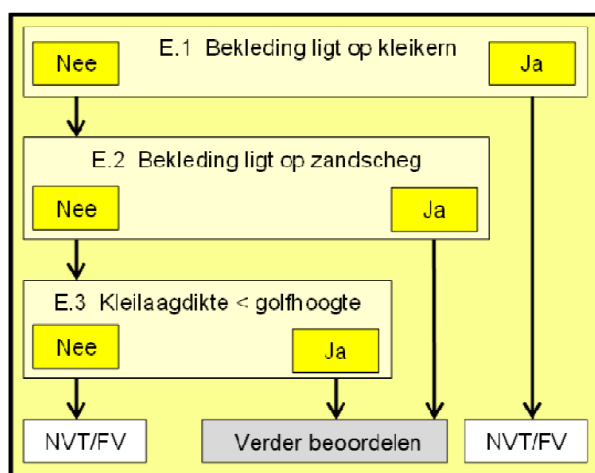 E.1 Bekleding ligt op kleikern
Nee
Ja
E.2 Bekleding ligt op zandscheg
Nee
Ja
E.3 Kleilaagdikte < golfhoogte
Nee
Ja
NVT/FV
Verder beoordelen
NVT/FV